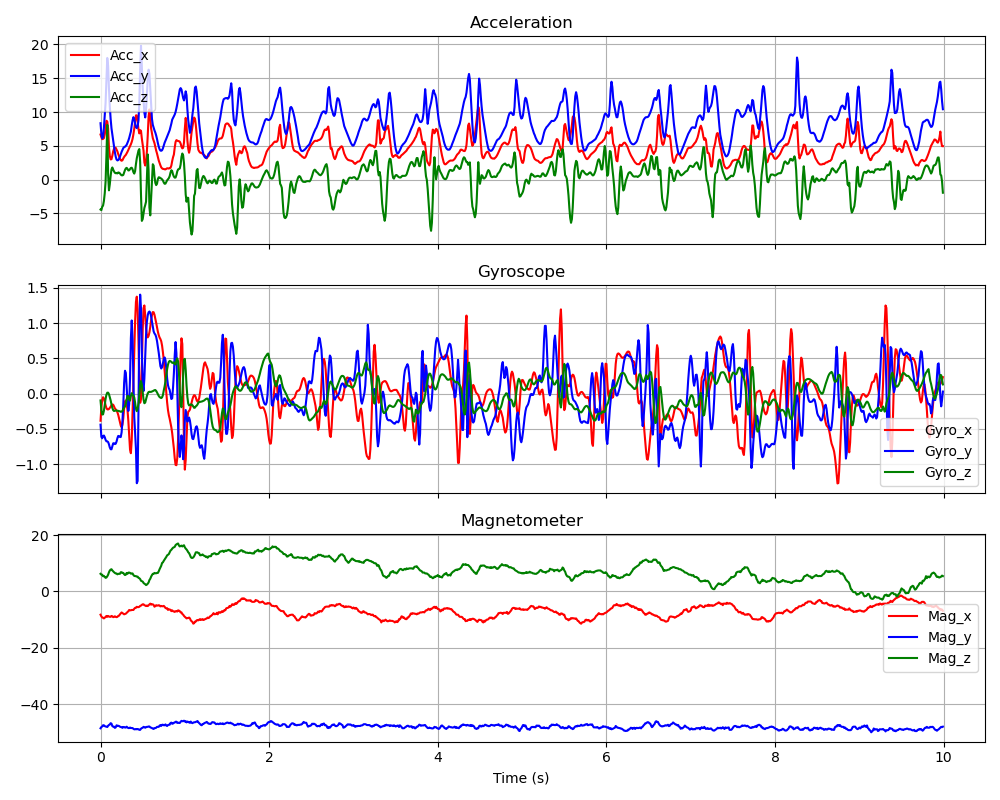 Acceleration
20
15
10
5
0
−5
Acc_x
Acc_y
Acc_z
Gyroscope
1.5
1.0
0.5
0.0
−0.5
−1.0
Gyro_x
Gyro_y
Gyro_z
Magnetometer
20
0
−20
−40
Mag_x
Mag_y
Mag_z
0 2 4 6 8 10
Time (s)